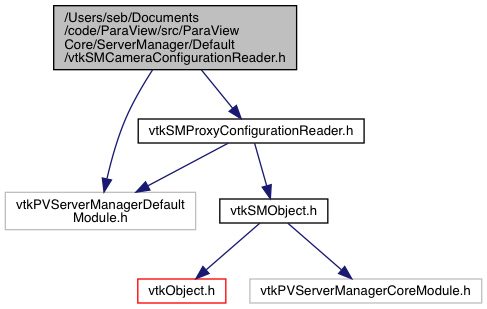 /Users/seb/Documents
/code/ParaView/src/ParaView
Core/ServerManager/Default
/vtkSMCameraConfigurationReader.h
vtkSMProxyConfigurationReader.h
vtkPVServerManagerDefault
Module.h
vtkSMObject.h
vtkObject.h
vtkPVServerManagerCoreModule.h